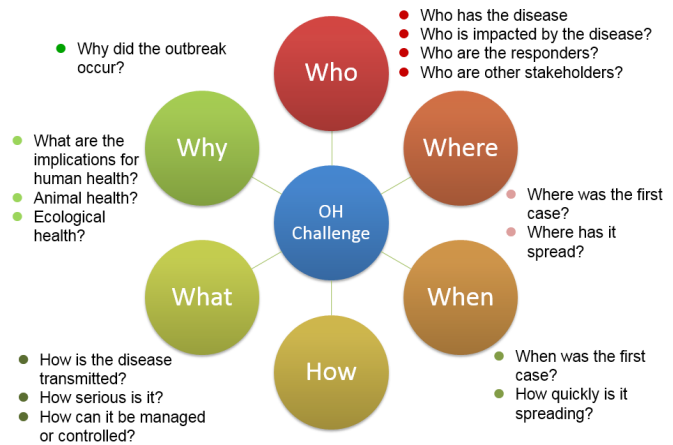 Who
Who has the disease
Who is impacted by the disease?
Who are the responders?
Who are other stakeholders?
Why did the outbreak
occur?
Why
Where
What are the
implications for
human health?
Animal health?
Ecological
health?
Where was the first
case?
Where has it
spread?
OH
Challenge
What
When
How is the disease
transmitted?
How serious is it?
How can it be managed
or controlled?
How
When was the first
case?
How quickly is it
spreading?